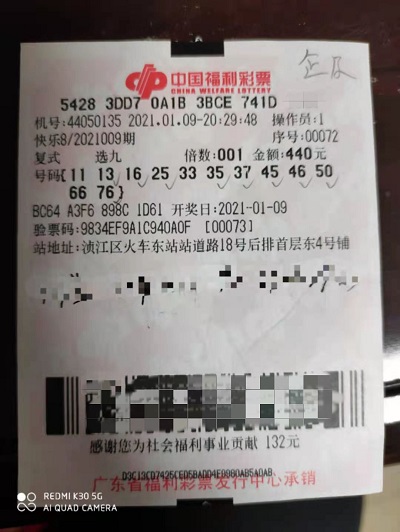 中国福利彩票
CHINA WELFARE LOTTERY
5428 3DD7 0A1B 3BCE 741D
机号:44050135 2021.01.09-20:29:48 操作员:1
快乐8/2021009期 序号:00072
复式 选九 倍数:001 金额:440元
号码{11 13 16 25 33 35 37 45 46 50
66 76}
BC64 A3F6 898C 1D61 开奖日:2021-01-09
验票码:9834EF9A1C940A0F [00073]
站地址:浈江区火车东站站道路18号后排首层东4号铺
感谢您为社会福利事业贡献 132元
广东省福利彩票发行中心承销
REDMI K30 5G
AI QUAD CAMERA